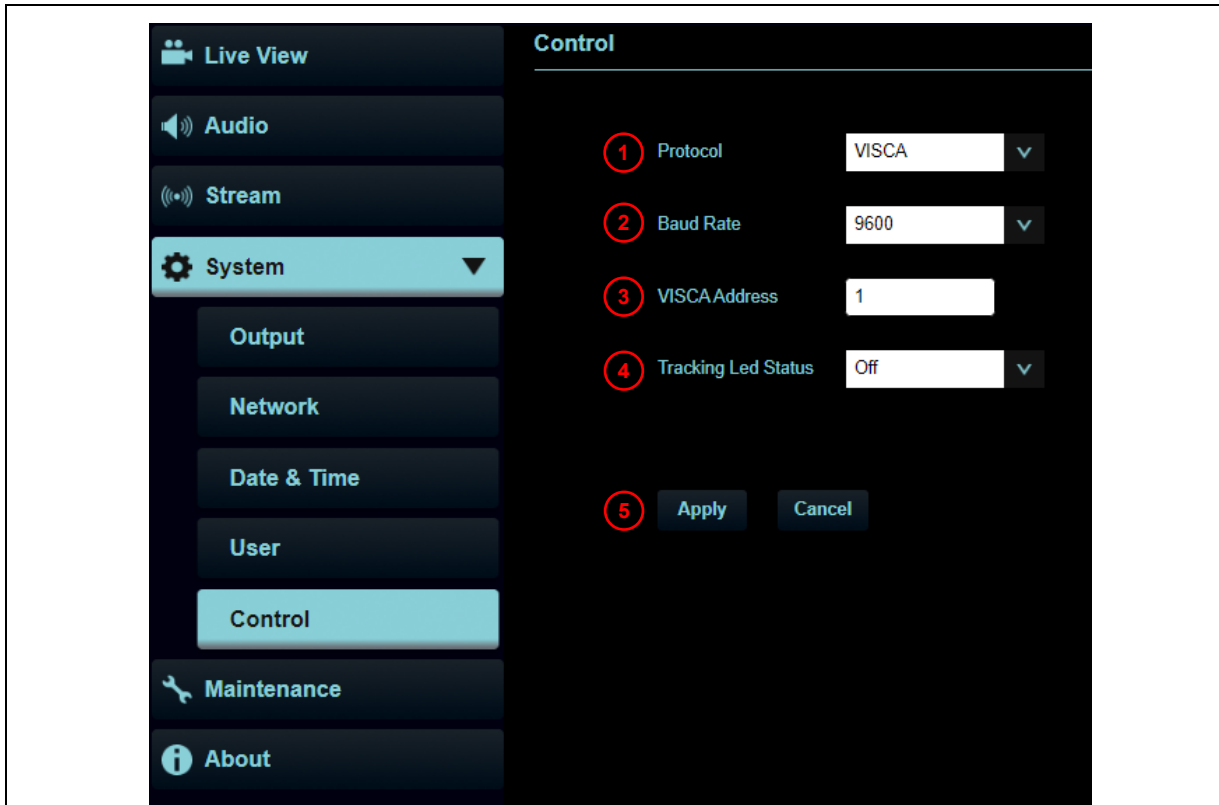 Live View
Audio
Stream
System
Output
Network
Date & Time
User
Control
Maintenance
About
Control
1 Protocol VISCA
2 Baud Rate 9600
3 VISCA Address 1
4 Tracking Led Status Off
5 Apply Cancel